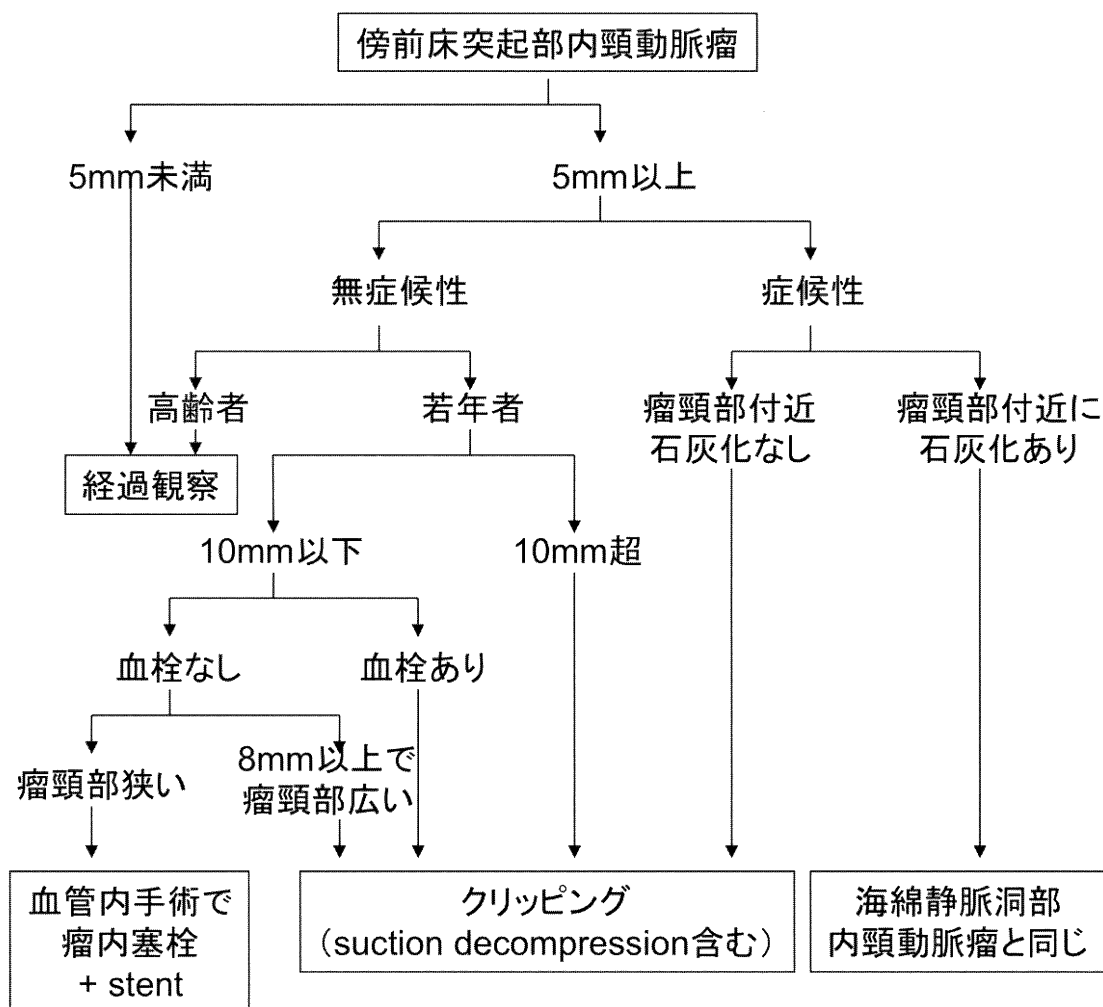 傍前床突起部内頸動脈瘤
5mm未満
5mm以上
無症候性
症候性
高齢者
若年者
瘤頸部付近
石灰化なし
瘤頸部付近に
石灰化あり
経過観察
10mm以下
10mm超
血栓なし
血栓あり
瘤頸部狭い
8mm以上で
瘤頸部広い
血管内手術で
瘤内塞栓
+ stent
クリッピング
（suction decompression含む）
海綿静脈洞部
内頸動脈瘤と同じ